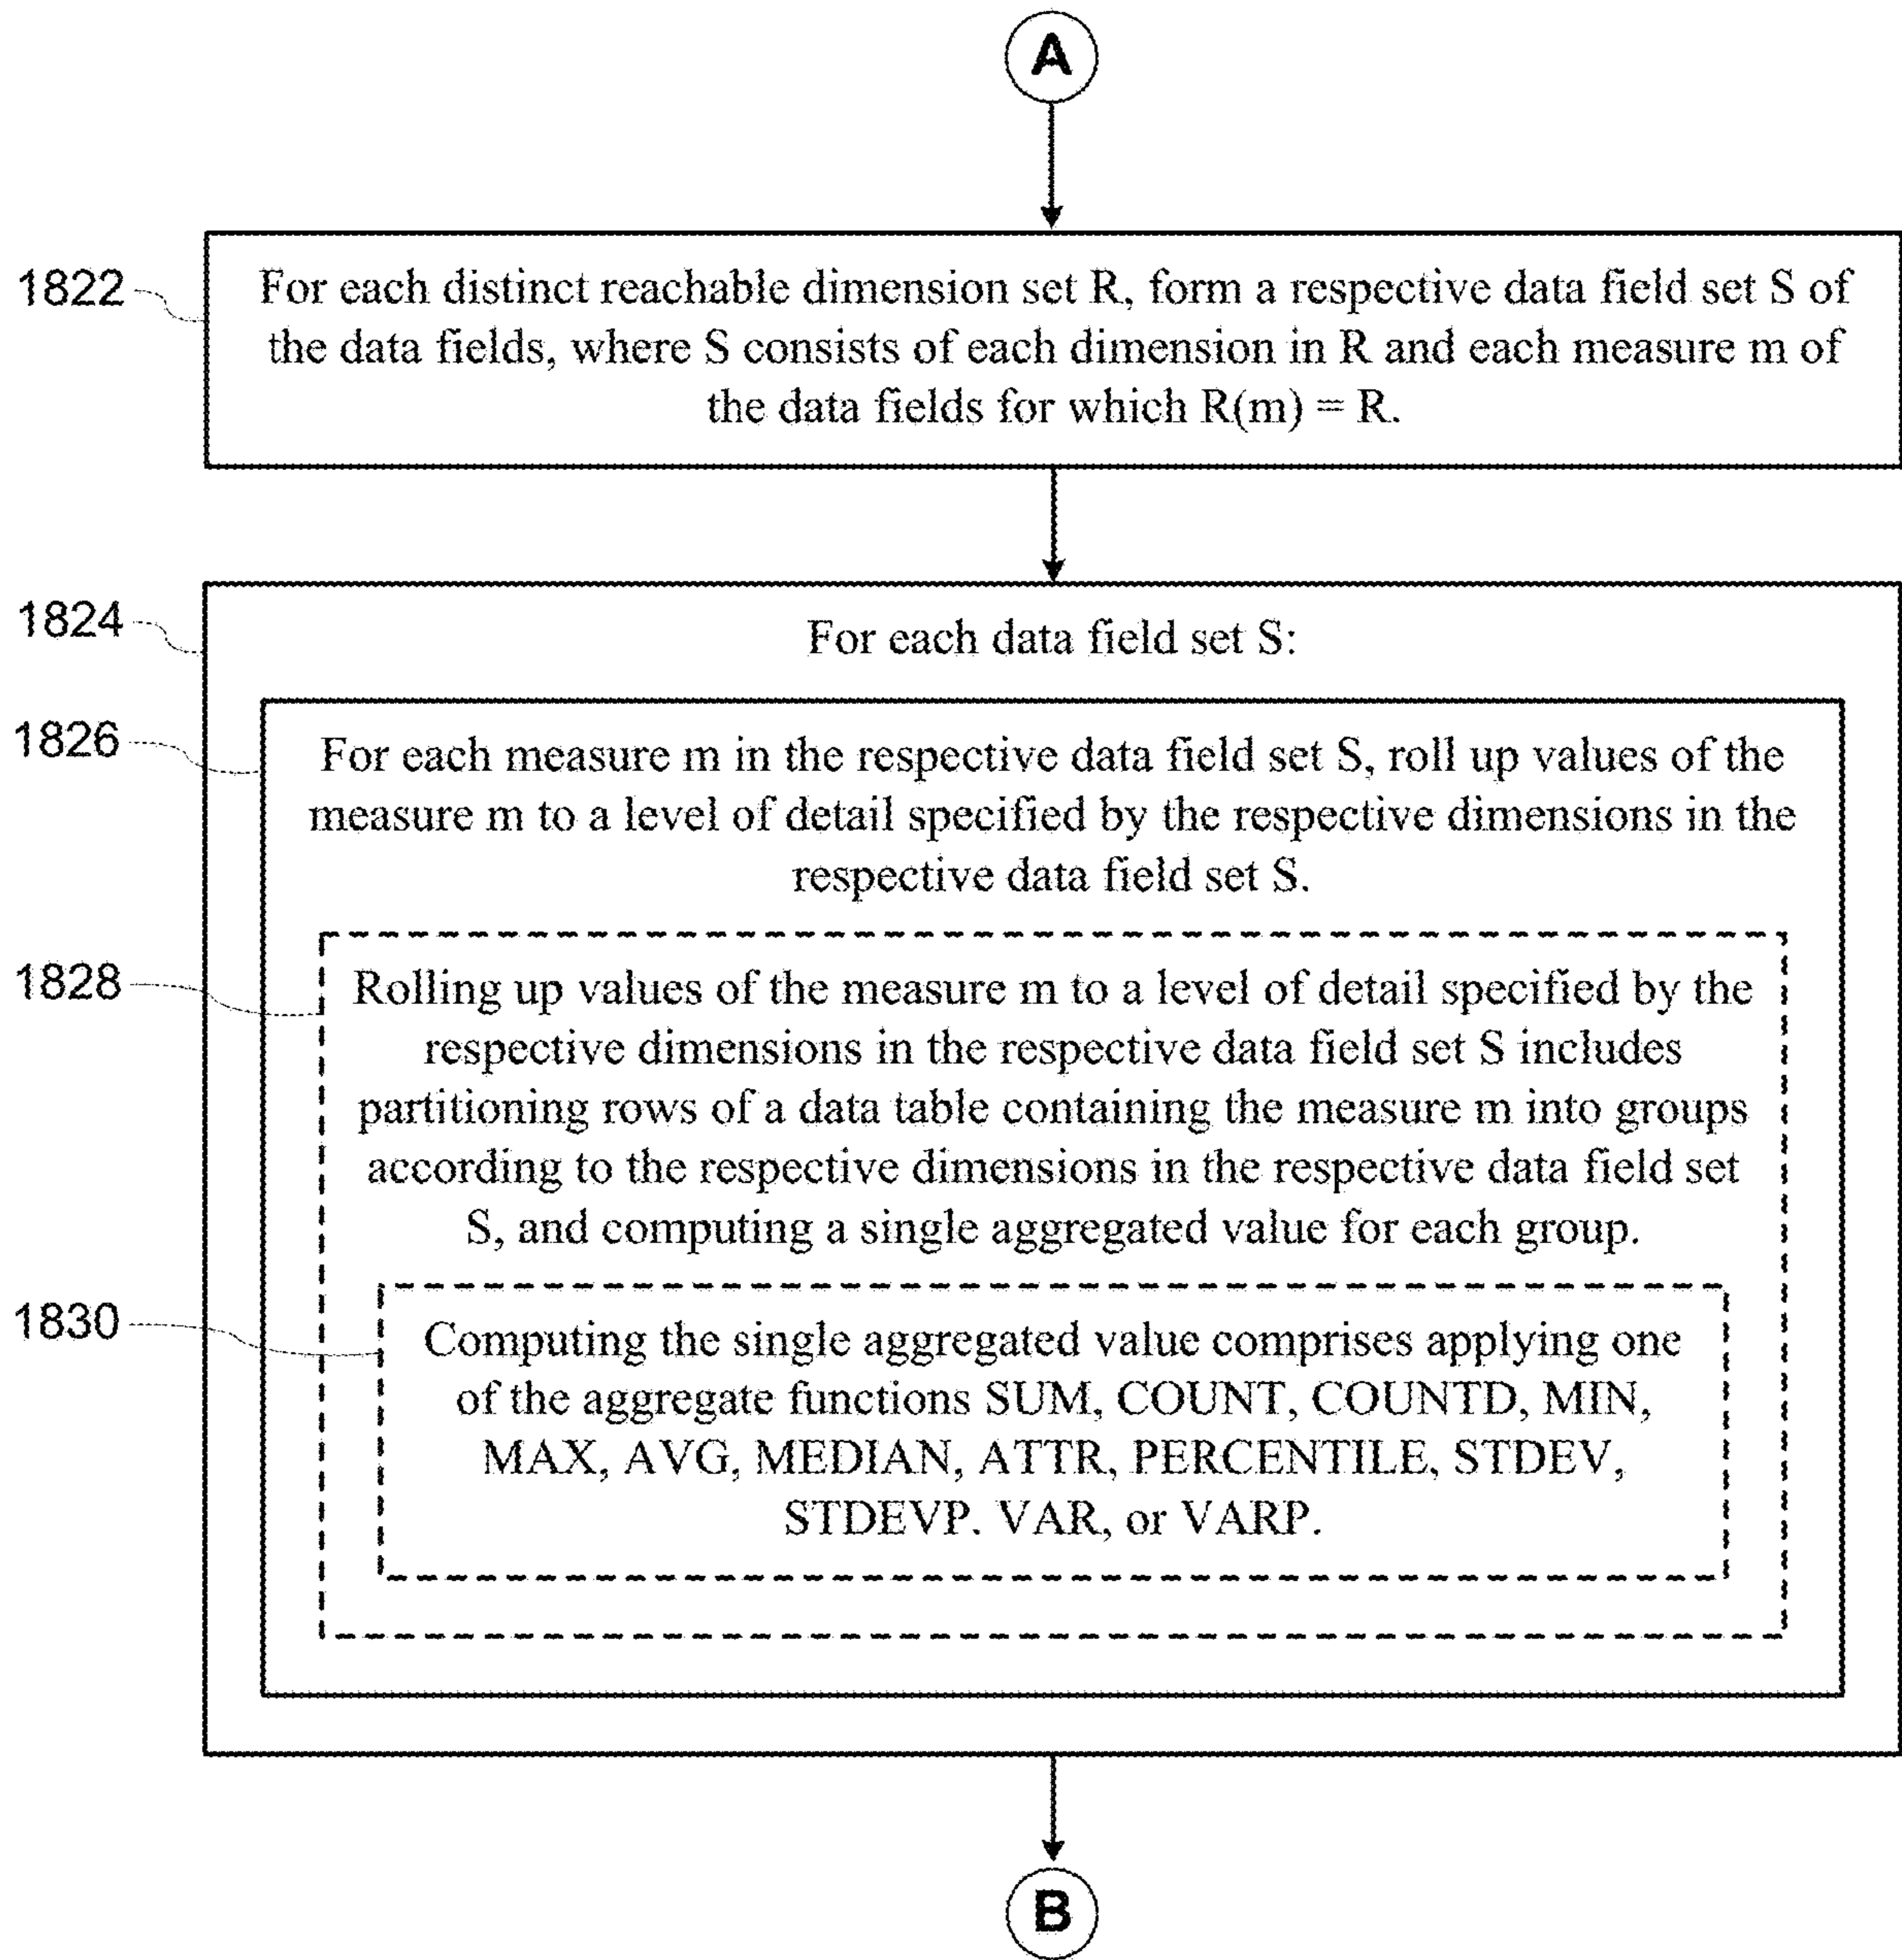 A
1822
For each distinct reachable dimension set R, form a respective data field set S of
the data fields, where S consists of each dimension in R and each measure m of
the data fields for which R(m) = R.
1824
For each data field set S:
1826
For each measure m in the respective data field set S, roll up values of the
measure m to a level of detail specified by the respective dimensions in the
respective data field set S.
1828
Rolling up values of the measure m to a level of detail specified by the
respective dimensions in the respective data field set S includes
partitioning rows of a data table containing the measure m into groups
according to the respective dimensions in the respective data field set
S, and computing a single aggregated value for each group.
1830
Computing the single aggregated value comprises applying one
of the aggregate functions SUM, COUNT, COUNTD, MIN,
MAX, AVG, MEDIAN, ATTR, PERCENTILE, STDEV,
STDEVP. VAR, or VARP.
B